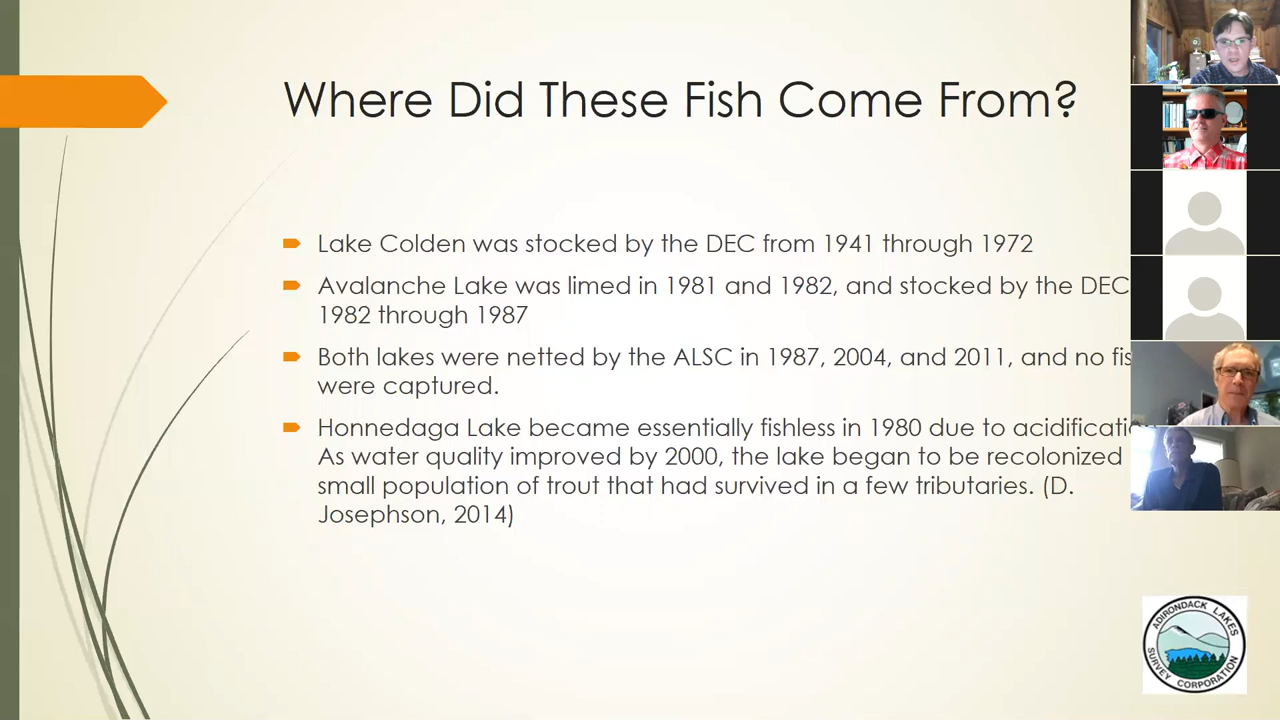 Where Did These Fish Come From?
Lake Colden was stocked by the DEC from 1941 through 1972
Avalanche Lake was limed in 1981 and 1982, and stocked by the DEC
1982 through 1987
Both lakes were netted by the ALSC in 1987, 2004, and 2011, and no fis
were captured.
Honnedaga Lake became essentially fishless in 1980 due to acidificati
As water quality improved by 2000, the lake began to be recolonized
small population of trout that had survived in a few tributaries. (D.
Josephson, 2014)
ADIRONDACK LAKES
SURVEY CORPORATION